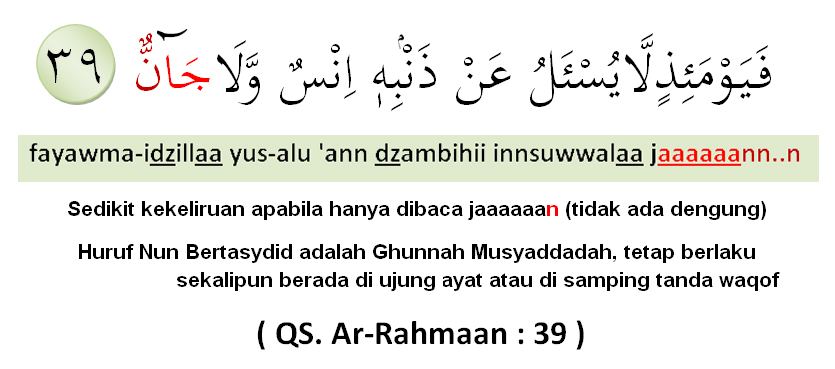 فَيَوْمَئِذٍ لَّا يُسْـَٔلُ عَنْ ذَنْۢبِهٖٓ اِنْسٌ وَّلَا جَاۤنٌّ ٣٩
fayawma-idzillaa yus-alu 'ann dzambihii innsuwwalaa jaaaaaann..n
Sedikit kekeliruan apabila hanya dibaca jaaaaaan (tidak ada dengung)
Huruf Nun Bertasydid adalah Ghunnah Musyaddadah, tetap berlaku
sekalipun berada di ujung ayat atau di samping tanda waqof
( QS. Ar-Rahmaan : 39 )